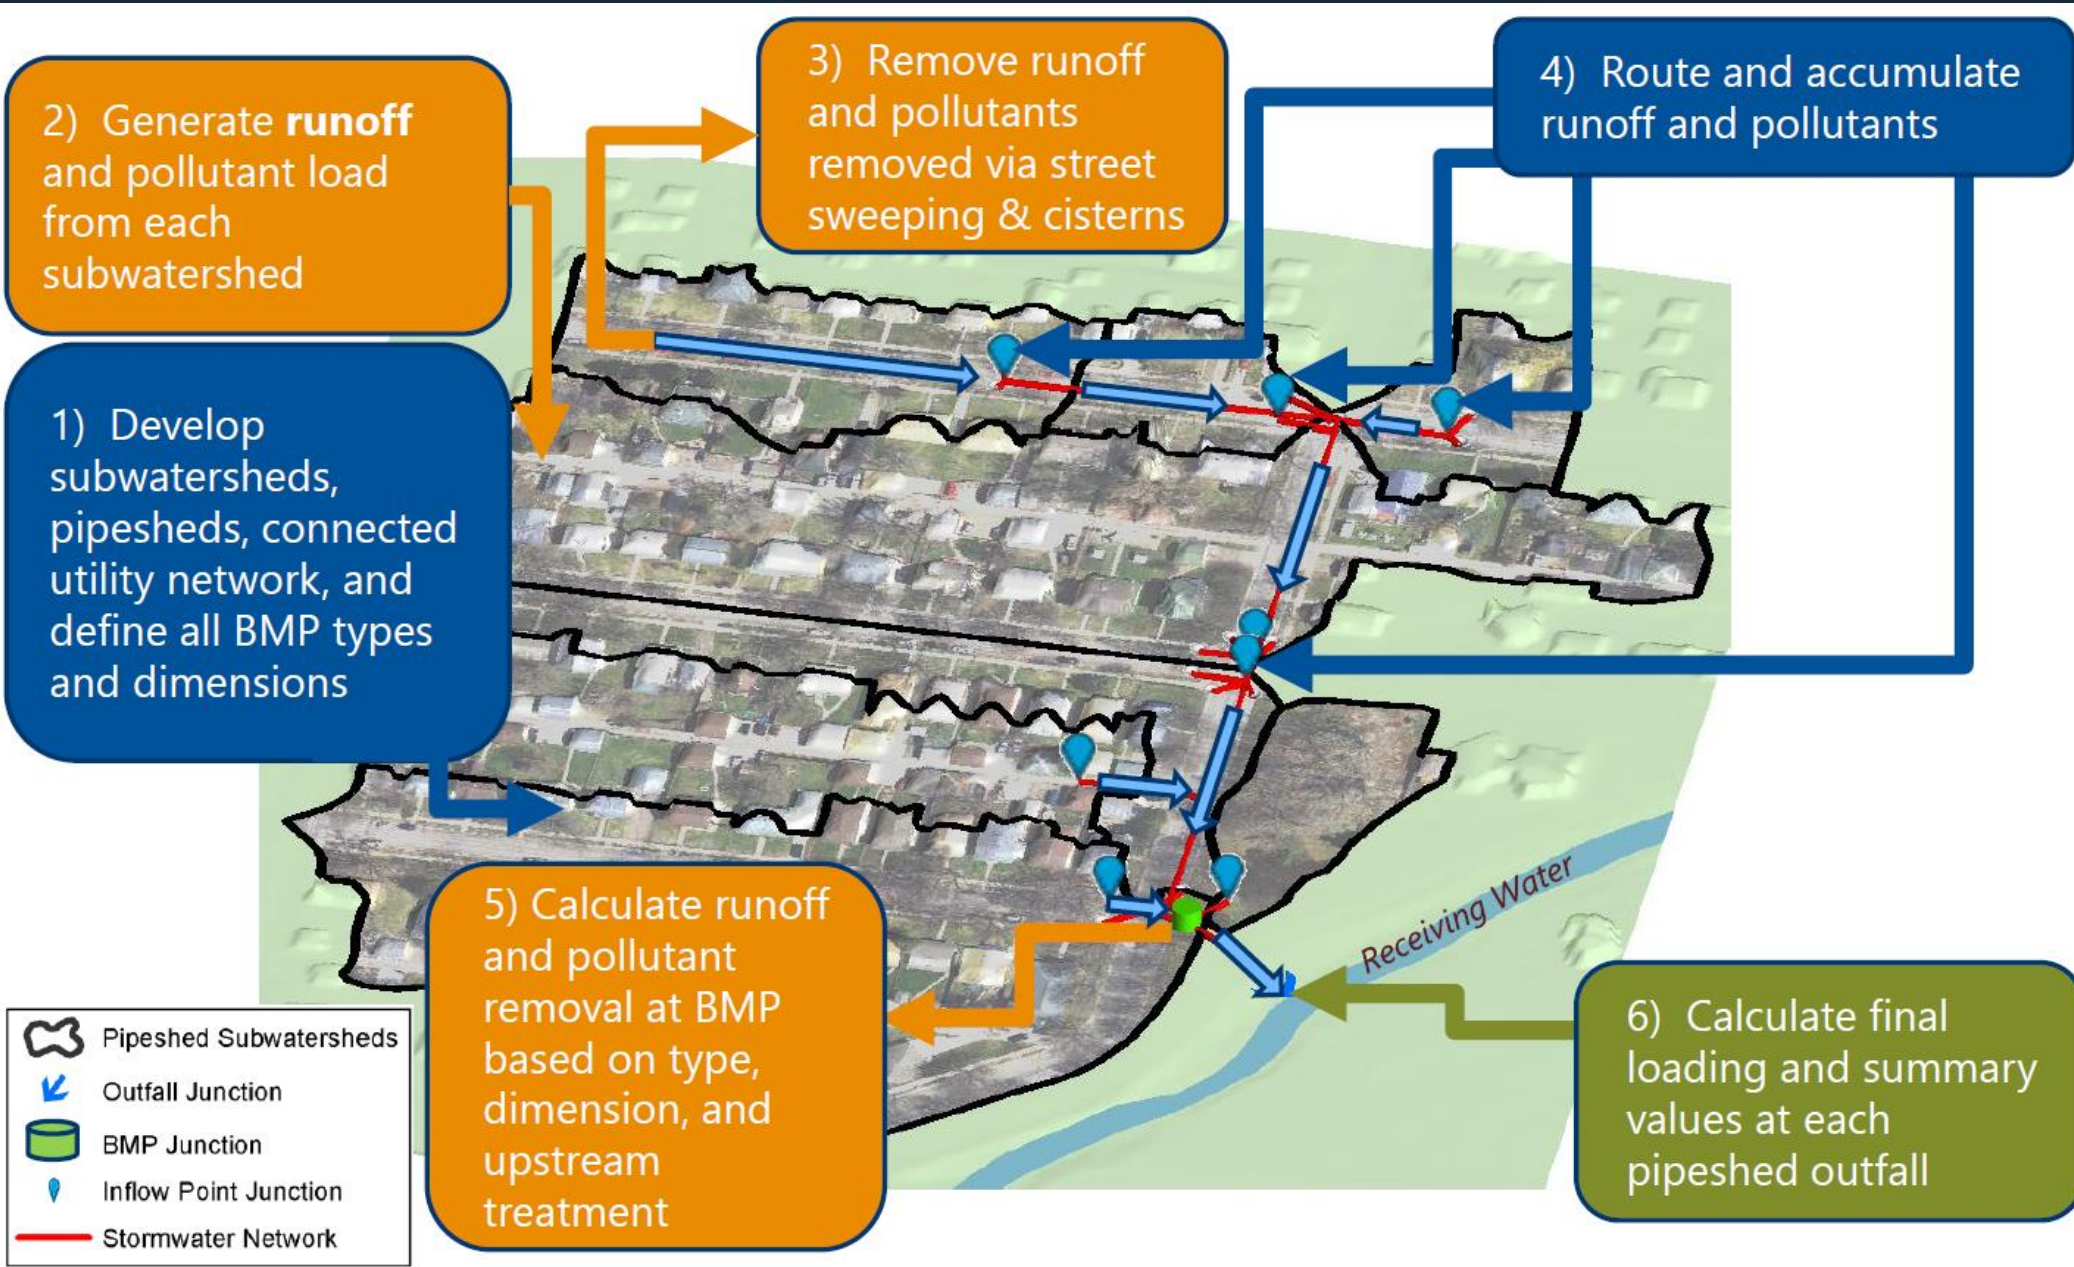 2)  Generate runoff
and pollutant load
from each
subwatershed
3)  Remove runoff
and pollutants
removed via street
sweeping & cisterns
4)  Route and accumulate
runoff and pollutants
1)  Develop
subwatersheds,
pipesheds, connected
utility network, and
define all BMP types
and dimensions
5) Calculate runoff
and pollutant
removal at BMP
based on type,
dimension, and
upstream
treatment
Receiving Water
6)  Calculate final
loading and summary
values at each
pipeshed outfall
Pipeshed Subwatersheds
Outfall Junction
BMP Junction
Inflow Point Junction
Stormwater Network